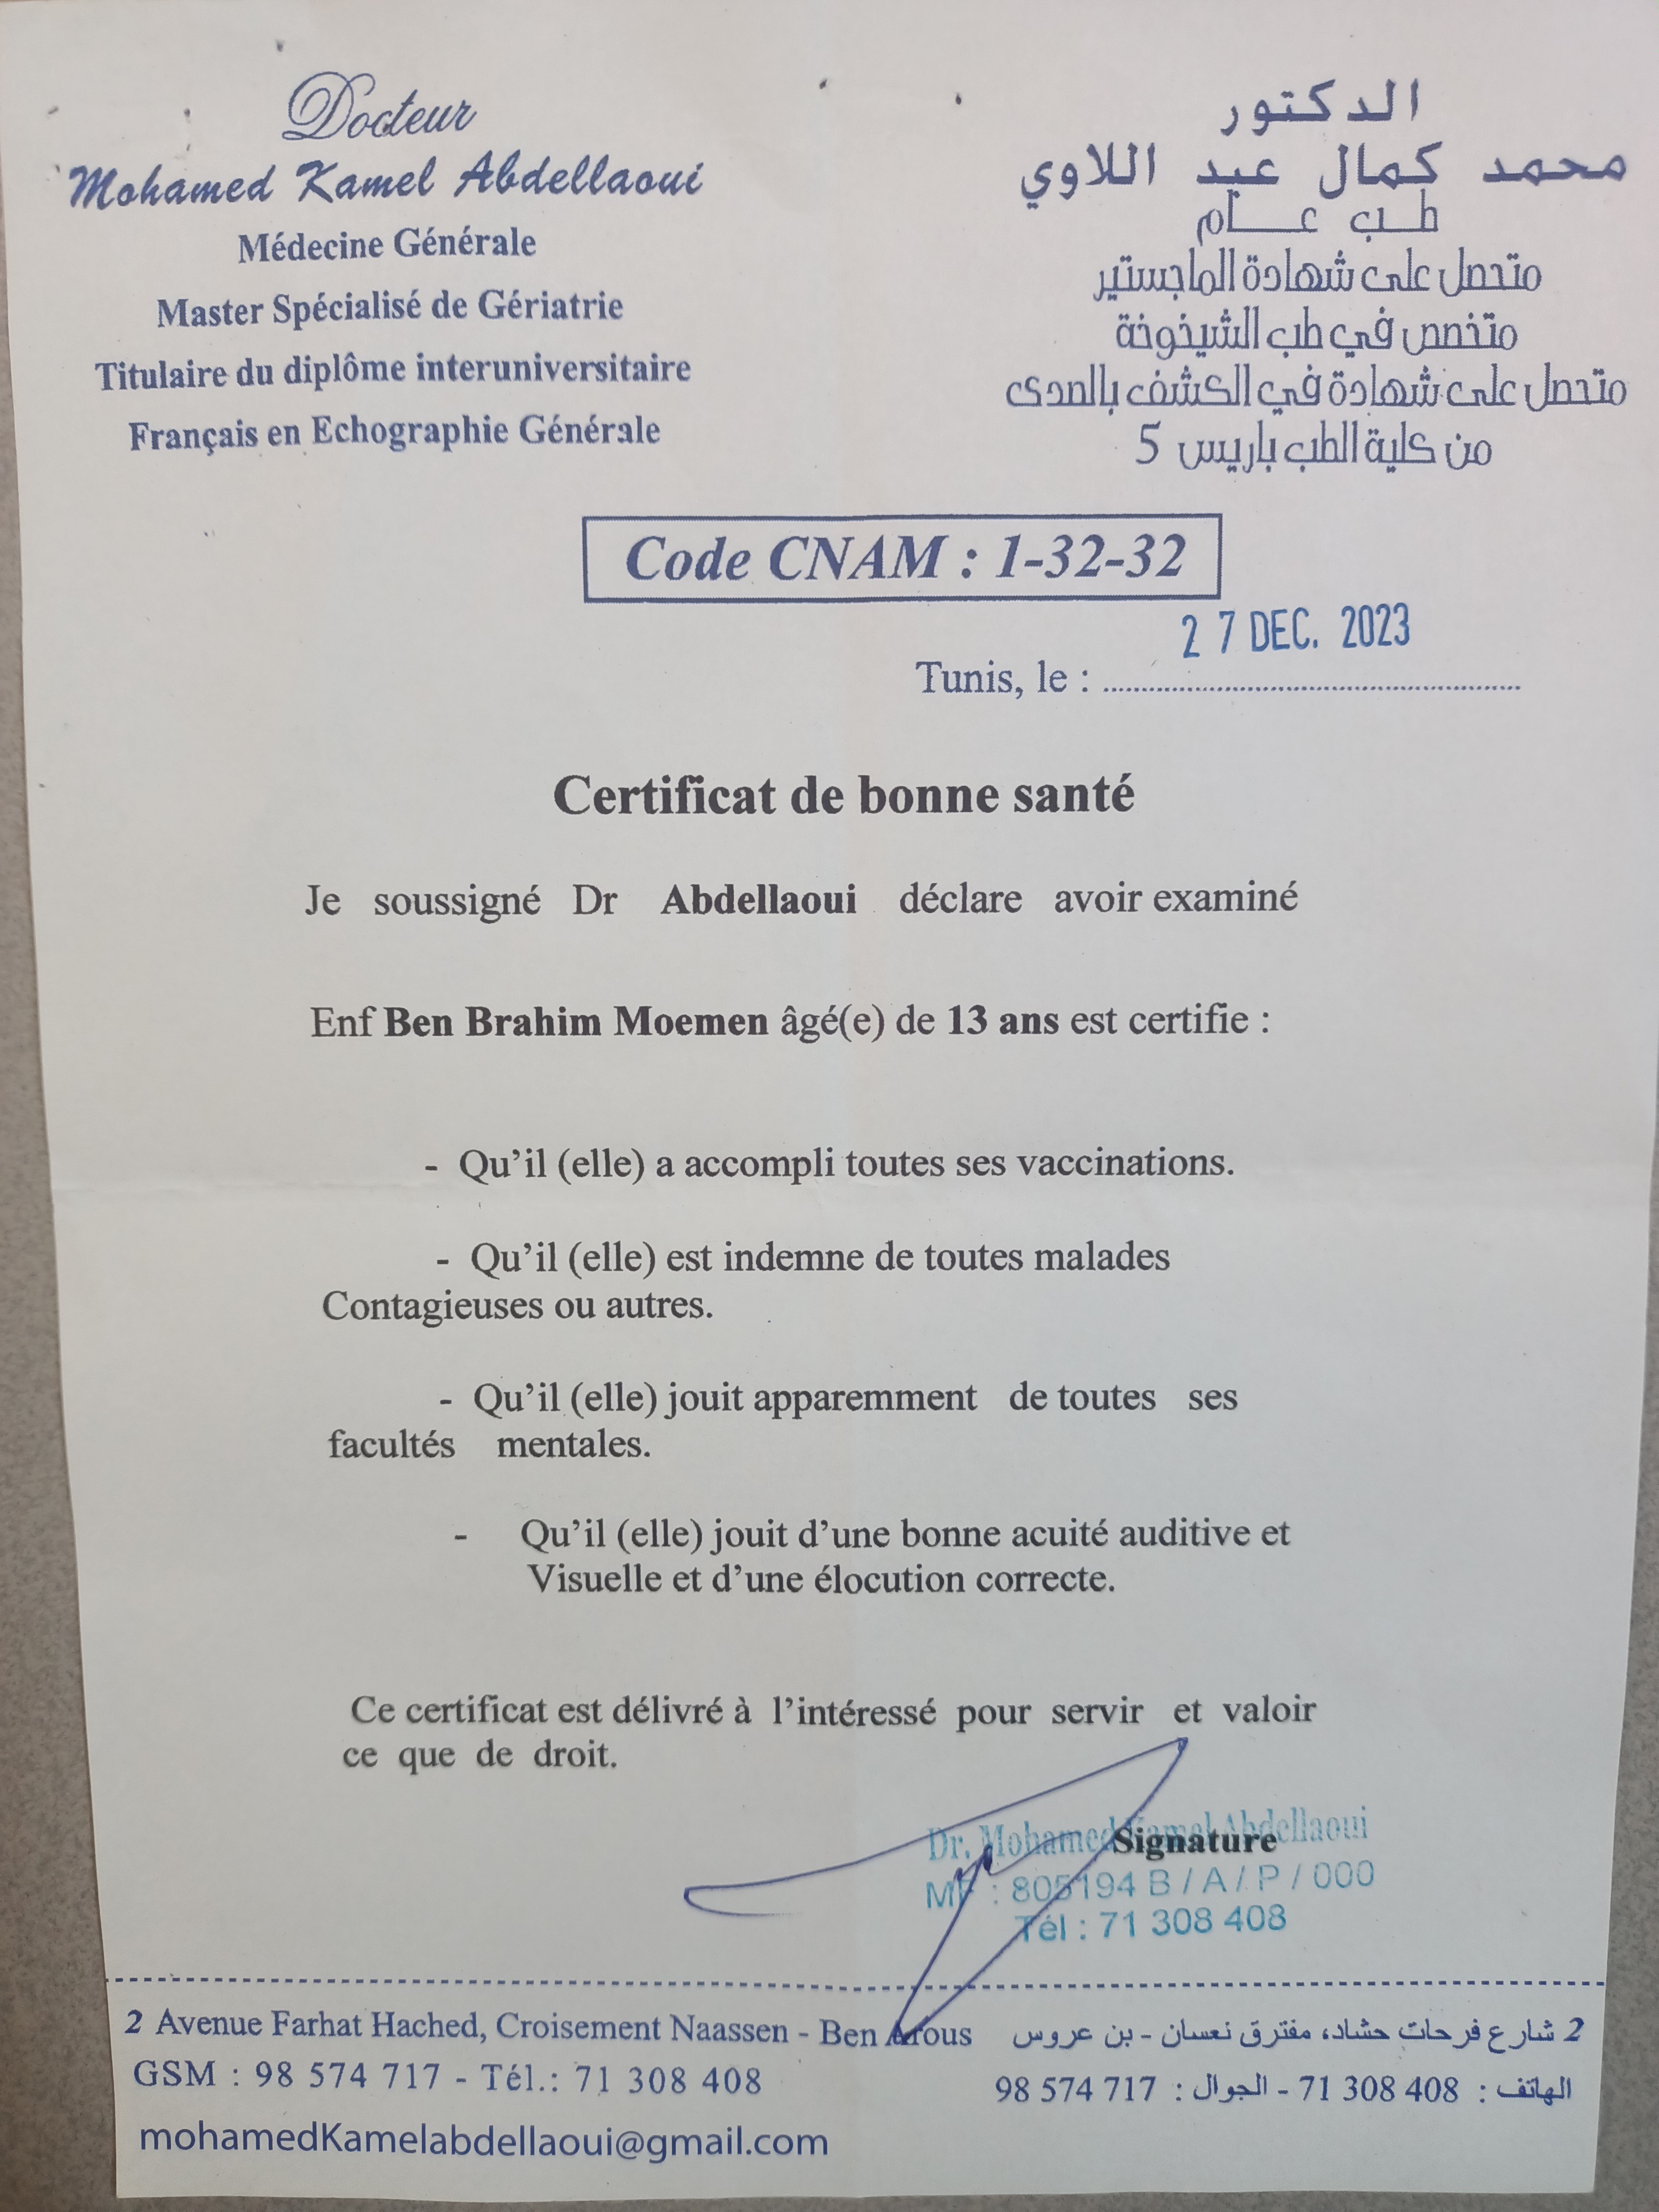 Docteur
Mohamed Kamel Abdellaoui
Médecine Générale
Master Spécialisé de Gériatrie
Titulaire du diplôme interuniversitaire
Français en Echographie Générale
الدكتور
محمد كمال عبد اللاوي
طب عام
متحصل على شهادة الماجستير
متخصص في طب الشيخوخة
متحصل على شهادة في الكشف بالصدى
من كلية الطب باريس 5
Code CNAM : 1-32-32
27 DEC. 2023
Tunis, le :
Certificat de bonne santé
Je soussigné Dr Abdellaoui déclare avoir examiné
Enf Ben Brahim Moemen âgé(e) de 13 ans est certifie :
- Qu'il (elle) a accompli toutes ses vaccinations.
- Qu'il (elle) est indemne de toutes malades
Contagieuses ou autres.
- Qu'il (elle) jouit apparemment de toutes ses
facultés mentales.
- Qu'il (elle) jouit d'une bonne acuité auditive et
Visuelle et d'une élocution correcte.
Ce certificat est délivré à l'intéressé pour servir et valoir
ce que de droit.
Signature
Dr. Mohamed Kamel Abdellaoui
MF : 805194 B / A / P / 000
Tél : 71 308 408
2 Avenue Farhat Hached, Croisement Naassen - Ben Arous
GSM : 98 574 717 - Tél.: 71 308 408
mohamedKamelabdellaoui@gmail.com
2 شارع فرحات حشاد، مفترق نعسان - بن عروس
الهاتف : 71 308 408 - الجوال : 98 574 717